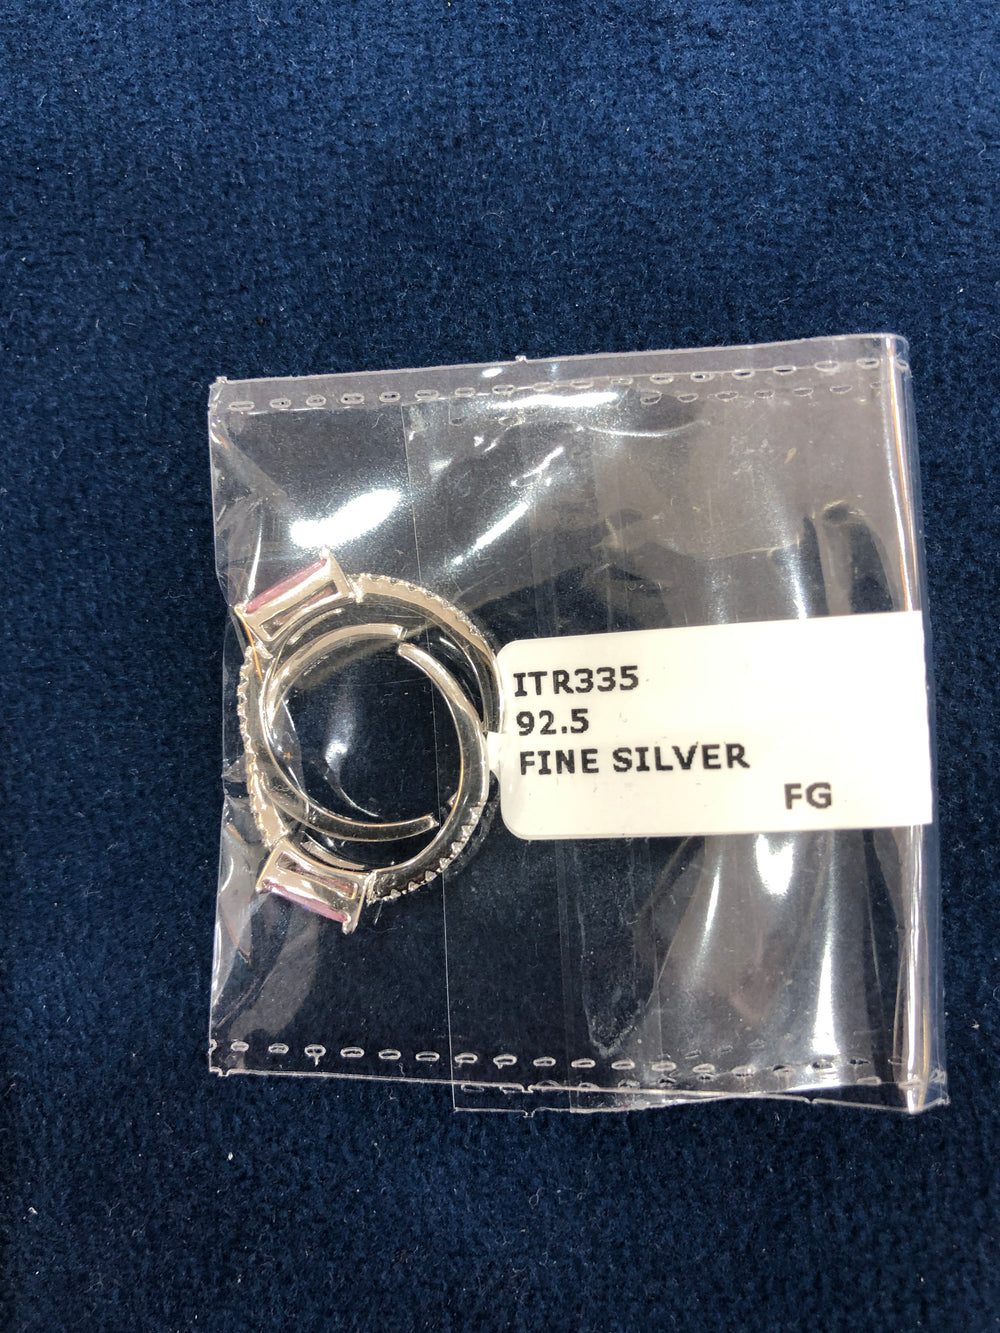 ITR335
92.5
FINE SILVER
FG